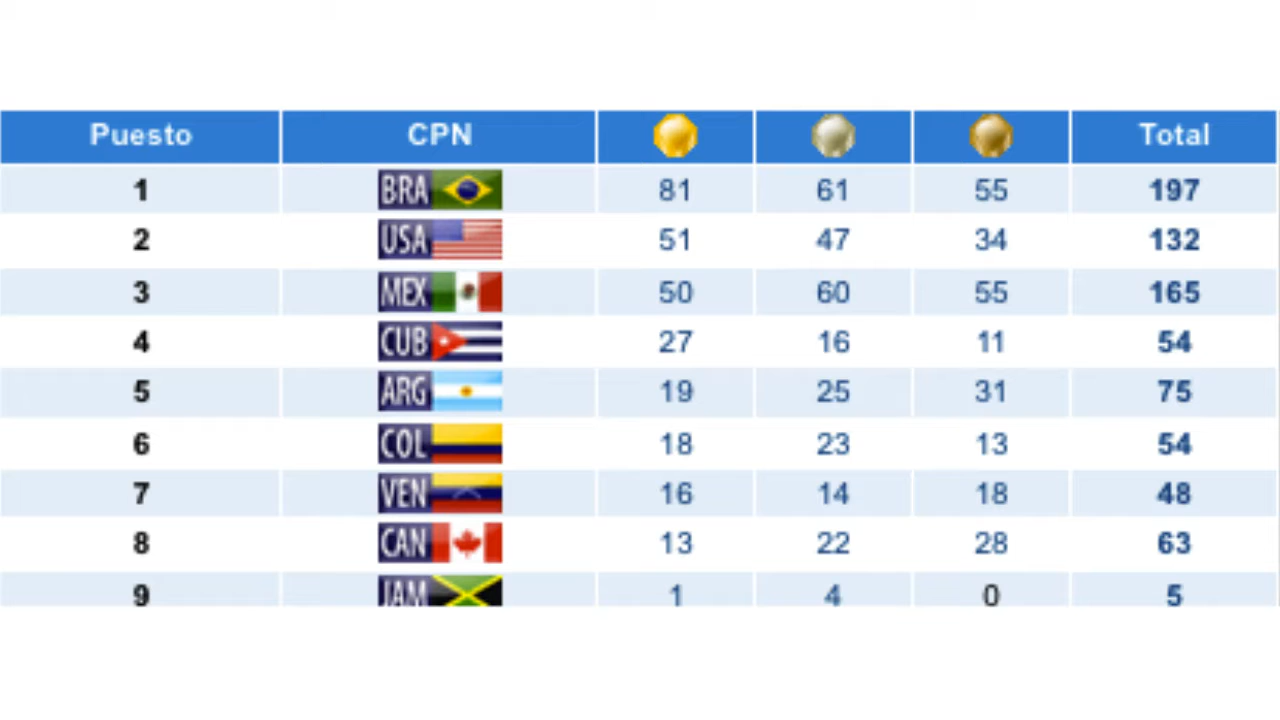 Puesto CPN Total
1 BRA 81 61 55 197
2 USA 51 47 34 132
3 MEX 50 60 55 165
4 CUB 27 16 11 54
5 ARG 19 25 31 75
6 COL 18 23 13 54
7 VEN 16 14 18 48
8 CAN 13 22 28 63
9 JAM 1 4 0 5